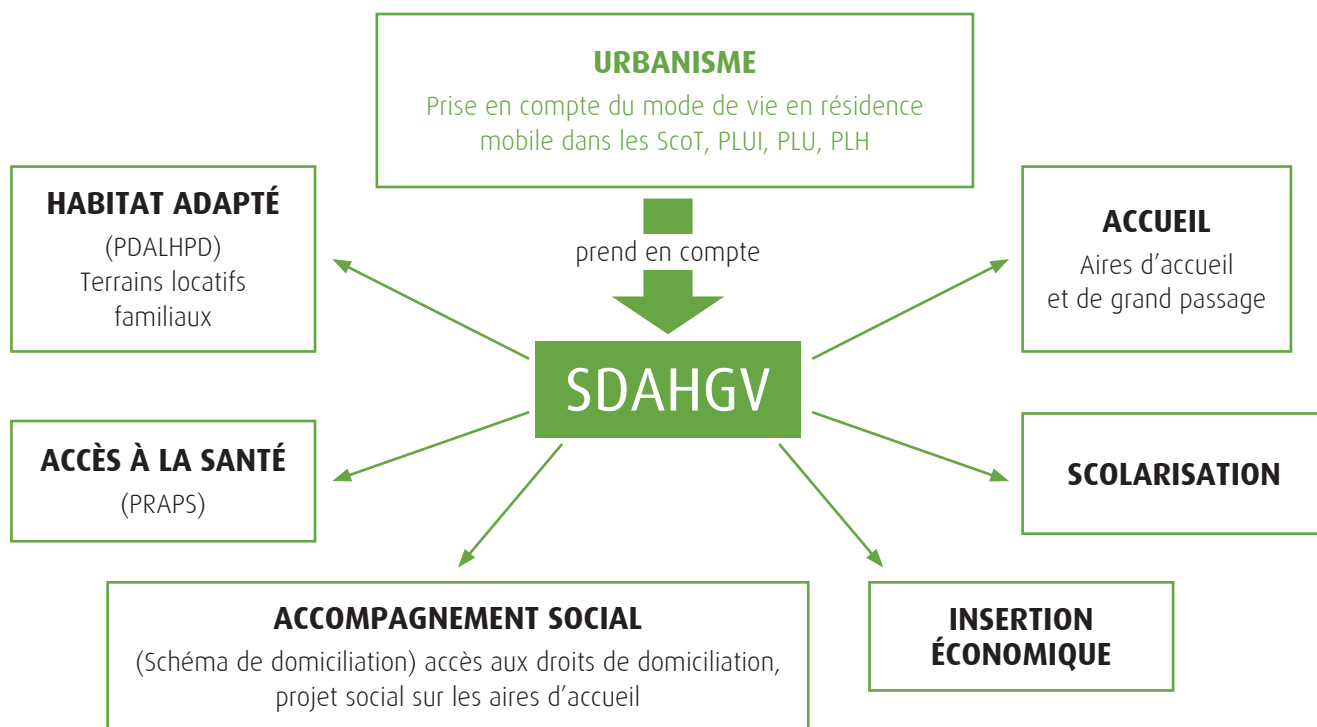 URBANISME
Prise en compte du mode de vie en résidence
mobile dans les ScoT, PLUI, PLU, PLH
prend en compte
HABITAT ADAPTÉ
(PDALHPD)
Terrains locatifs
familiaux
ACCUEIL
Aires d’accueil
et de grand passage
SDAHGV
ACCÈS À LA SANTÉ
(PRAPS)
SCOLARISATION
ACCOMPAGNEMENT SOCIAL
(Schéma de domiciliation) accès aux droits de domiciliation,
projet social sur les aires d’accueil
INSERTION
ÉCONOMIQUE